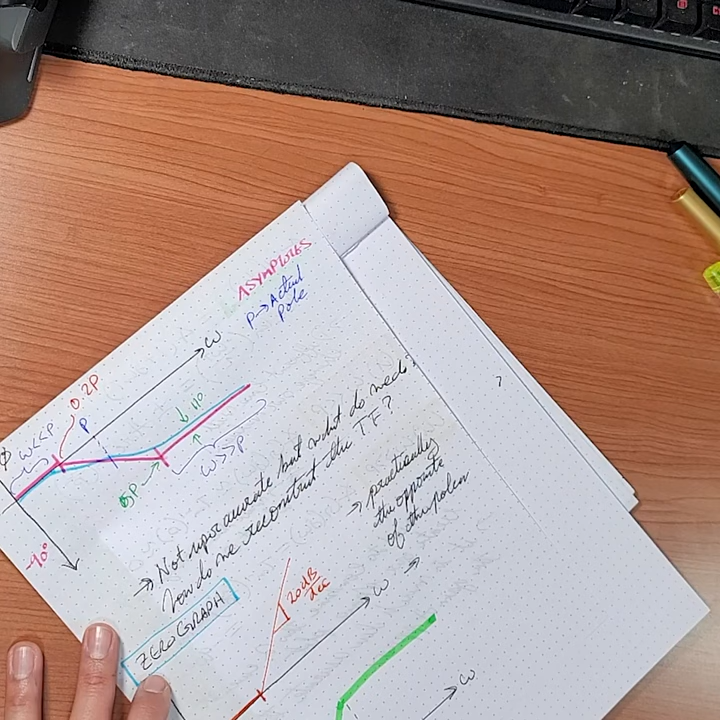 ASYMPTOTES
P→Actual
pole
ω
0.2P
ω<<P
P
φ
11°
ω>>P
5P
-90°
→ Not super accurate but what do we need?
how do we reconstruct the TF?
→ practically
the opposite
of the poles
ZERO GRAPH
20dB
dec
ω
ω
?